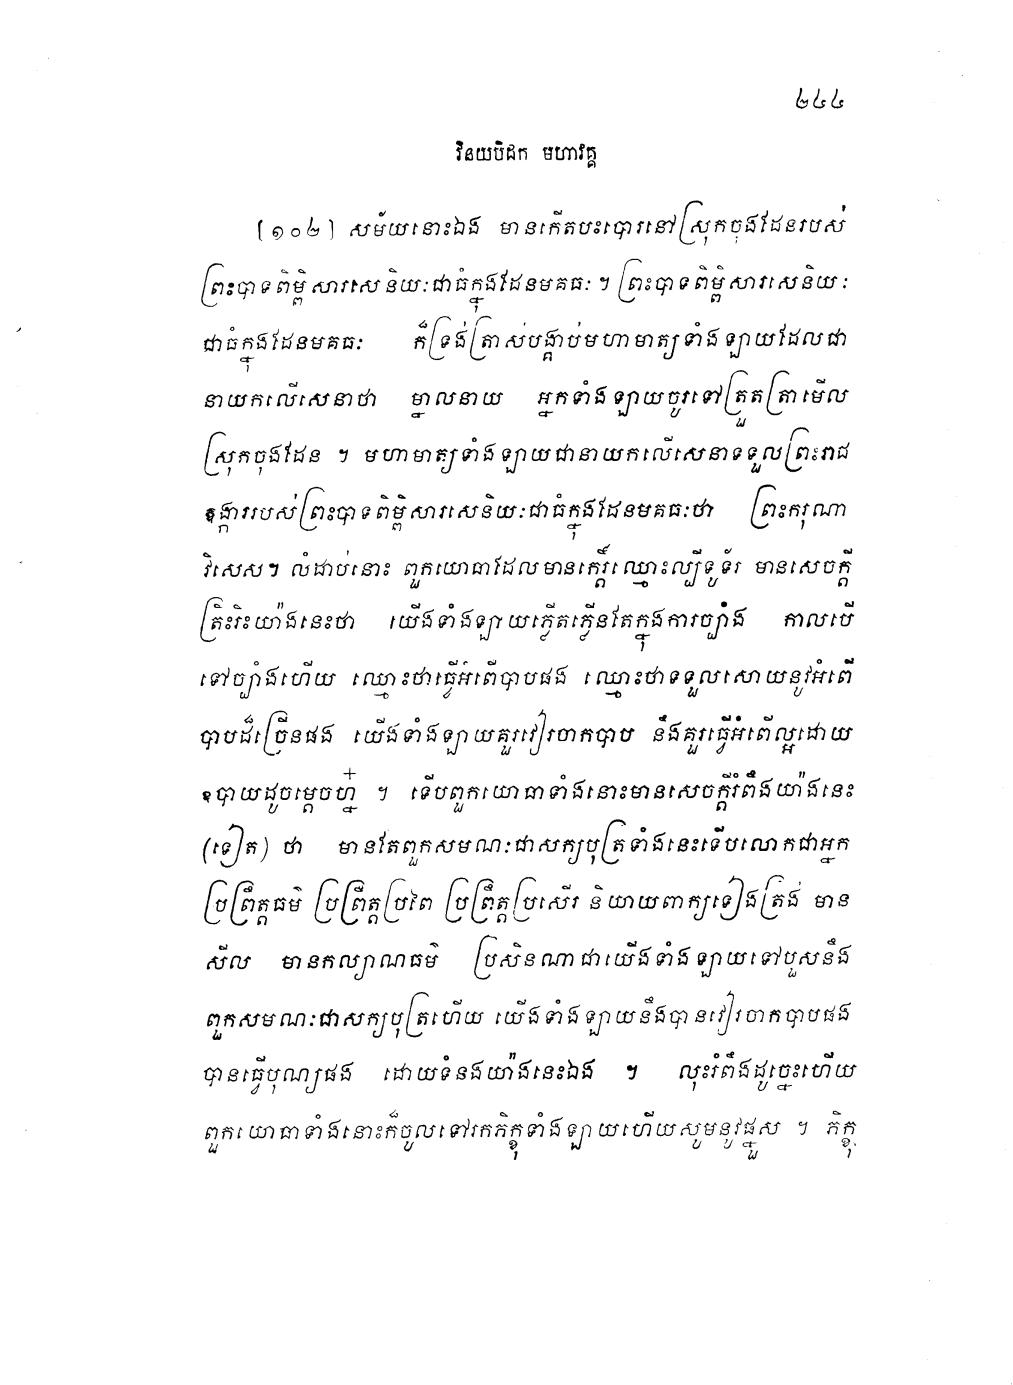 ២៤៤
វិនយបិដក មហាវគ្គ
[១០២] សម័យនោះឯង មានកើតបះបោរនៅស្រុកចុងដែនរបស់
ព្រះបាទពិម្ពិសារសេនិយៈជាធំក្នុងដែនមគធៈ ។ ព្រះបាទពិម្ពិសារសេនិយៈ
ជាធំក្នុងដែនមគធៈ ក៏ទ្រង់ត្រាស់បង្គាប់មហាមាត្យទាំងឡាយដែលជា
នាយកលើសេនាថា ម្នាលនាយ អ្នកទាំងឡាយចូរទៅត្រួតត្រាមើល
ស្រុកចុងដែន ។ មហាមាត្យទាំងឡាយជានាយកលើសេនាទទួលព្រះរាជ
ឱង្ការរបស់ព្រះបាទពិម្ពិសារសេនិយៈជាធំក្នុងដែនមគធៈថា ព្រះករុណា
វិសេស។ លំដាប់នោះ ពួកយោធាដែលមានកេរ្តិ៍ឈ្មោះល្បីទូទ័រ មានសេចក្តី
ត្រិះរិះយ៉ាងនេះថា យើងទាំងឡាយភ្លើតភ្លើនតែក្នុងការច្បាំង កាលបើ
ទៅច្បាំងហើយ ឈ្មោះថាធ្វើអំពើបាបផង ឈ្មោះថាទទួលសោយនូវអំពើ
បាបដ៏ច្រើនផង យើងទាំងឡាយគួរវៀរចាកបាប នឹងគួរធ្វើអំពើល្អដោយ
ឧបាយដូចម្តេចហ្ន៎ ។ ទើបពួកយោធាទាំងនោះមានសេចក្តីរំពឹងយ៉ាងនេះ
(ទៀត) ថា មានតែពួកសមណៈជាសក្យបុត្រទាំងនេះទើបលោកជាអ្នក
ប្រព្រឹត្តធម៌ ប្រព្រឹត្តប្រពៃ ប្រព្រឹត្តប្រសើរ និយាយពាក្យទៀងត្រង់ មាន
សីល មានកល្យាណធម៌ ប្រសិនណាជាយើងទាំងឡាយទៅបួសនឹង
ពួកសមណៈជាសក្យបុត្រហើយ យើងទាំងឡាយនឹងបានវៀរចាកបាបផង
បានធ្វើបុណ្យផង ដោយទំនងយ៉ាងនេះឯង ។ លុះរំពឹងដូច្នេះហើយ
ពួកយោធាទាំងនោះក៏ចូលទៅរកភិក្ខុទាំងឡាយហើយសូមនូវផ្នួស ។ ភិក្ខុ